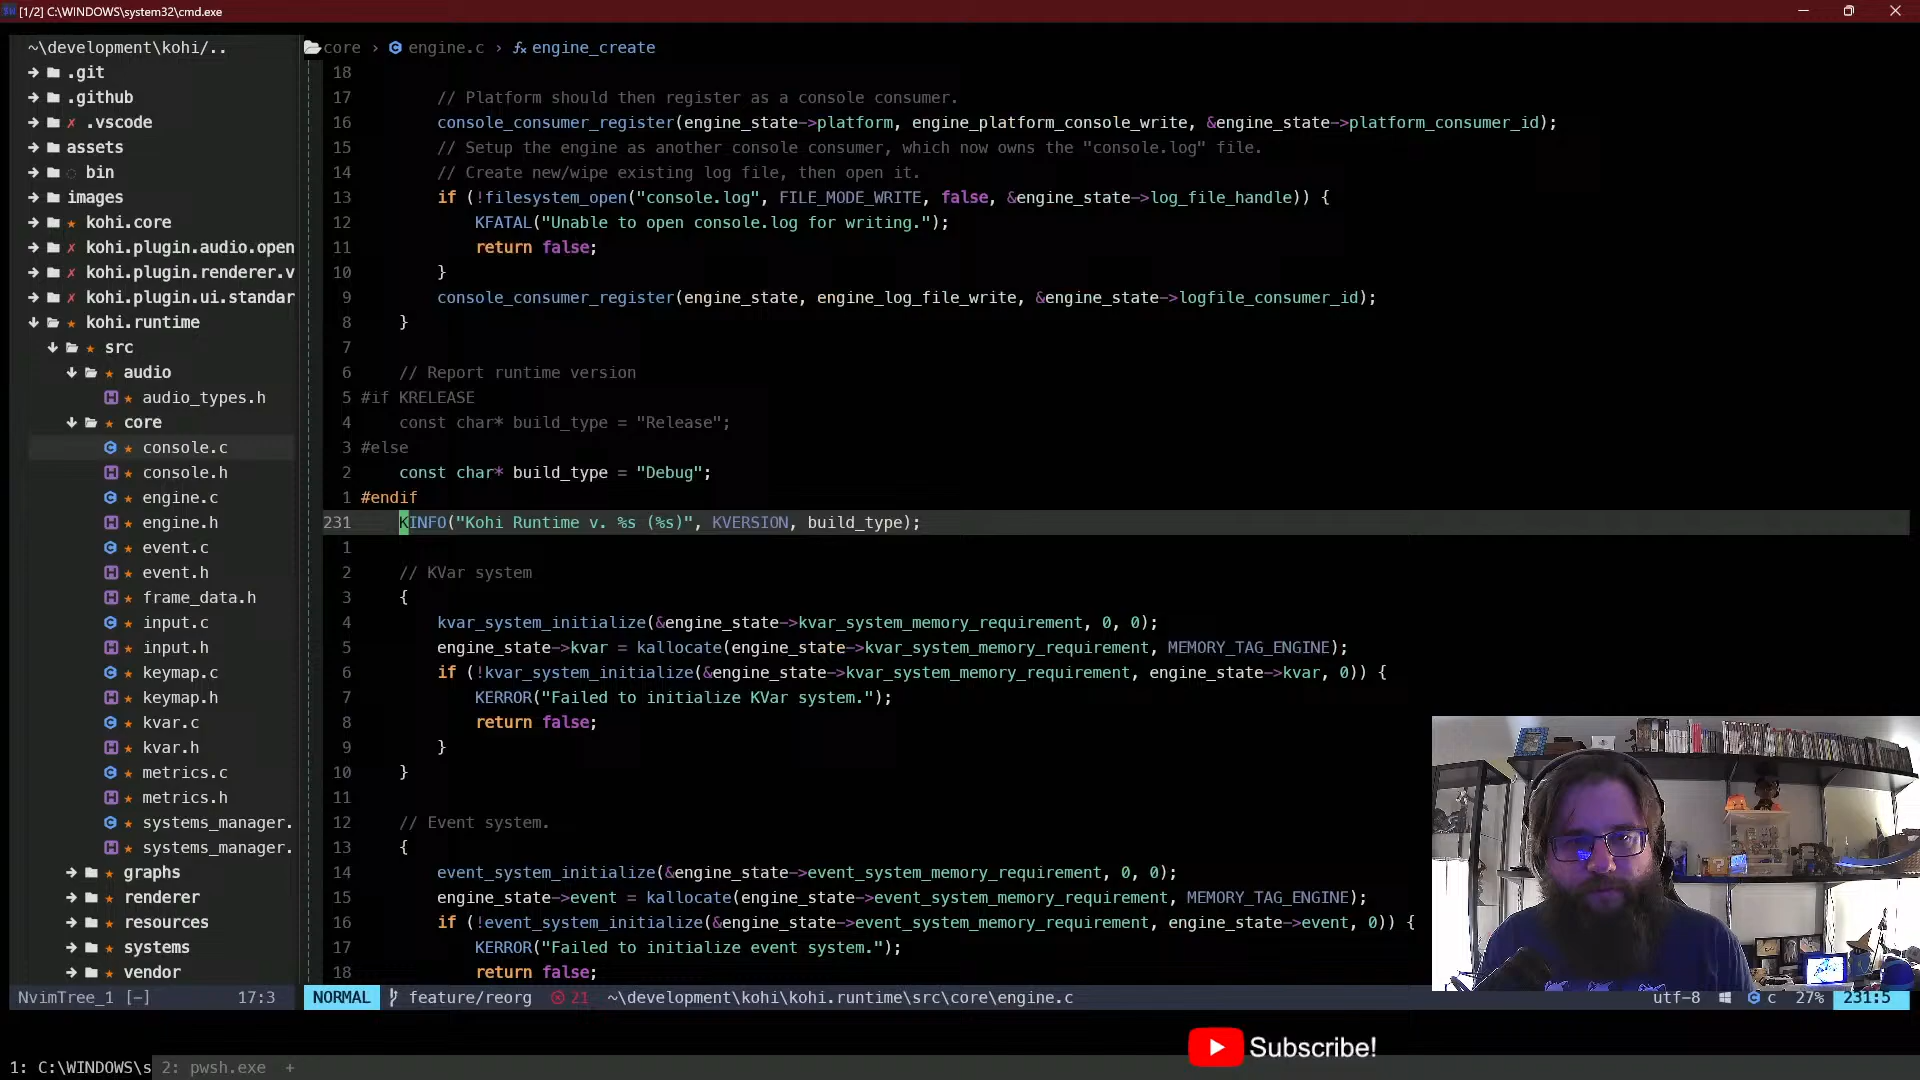 [1/2] C:\WINDOWS\system32\cmd.exe
~\development\kohi/..
.git
.github
✗ .vscode
assets
bin
images
kohi.core
✗ kohi.plugin.audio.open
✗ kohi.plugin.renderer.v
✗ kohi.plugin.ui.standar
kohi.runtime
src
audio
audio_types.h
core
console.c
console.h
engine.c
engine.h
event.c
event.h
frame_data.h
input.c
input.h
keymap.c
keymap.h
kvar.c
kvar.h
metrics.c
metrics.h
systems_manager.
systems_manager.
graphs
renderer
resources
systems
vendor
NvimTree_1 [-] 17:3
core › engine.c › engine_create
18
17 // Platform should then register as a console consumer.
16 console_consumer_register(engine_state->platform, engine_platform_console_write, &engine_state->platform_consumer_id);
15 // Setup the engine as another console consumer, which now owns the "console.log" file.
14 // Create new/wipe existing log file, then open it.
13 if (!filesystem_open("console.log", FILE_MODE_WRITE, false, &engine_state->log_file_handle)) {
12 KFATAL("Unable to open console.log for writing.");
11 return false;
10 }
9 console_consumer_register(engine_state, engine_log_file_write, &engine_state->logfile_consumer_id);
8 }
7
6 // Report runtime version
5 #if KRELEASE
4 const char* build_type = "Release";
3 #else
2 const char* build_type = "Debug";
1 #endif
231 KINFO("Kohi Runtime v. %s (%s)", KVERSION, build_type);
1
2 // KVar system
3 {
4 kvar_system_initialize(&engine_state->kvar_system_memory_requirement, 0, 0);
5 engine_state->kvar = kallocate(engine_state->kvar_system_memory_requirement, MEMORY_TAG_ENGINE);
6 if (!kvar_system_initialize(&engine_state->kvar_system_memory_requirement, engine_state->kvar, 0)) {
7 KERROR("Failed to initialize KVar system.");
8 return false;
9 }
10 }
11
12 // Event system.
13 {
14 event_system_initialize(&engine_state->event_system_memory_requirement, 0, 0);
15 engine_state->event = kallocate(engine_state->event_system_memory_requirement, MEMORY_TAG_ENGINE);
16 if (!event_system_initialize(&engine_state->event_system_memory_requirement, engine_state->event, 0)) {
17 KERROR("Failed to initialize event system.");
18 return false;
NORMAL feature/reorg 21 ~\development\kohi\kohi.runtime\src\core\engine.c utf-8 c 27% 231:5
Subscribe!
1: C:\WINDOWS\s 2: pwsh.exe +